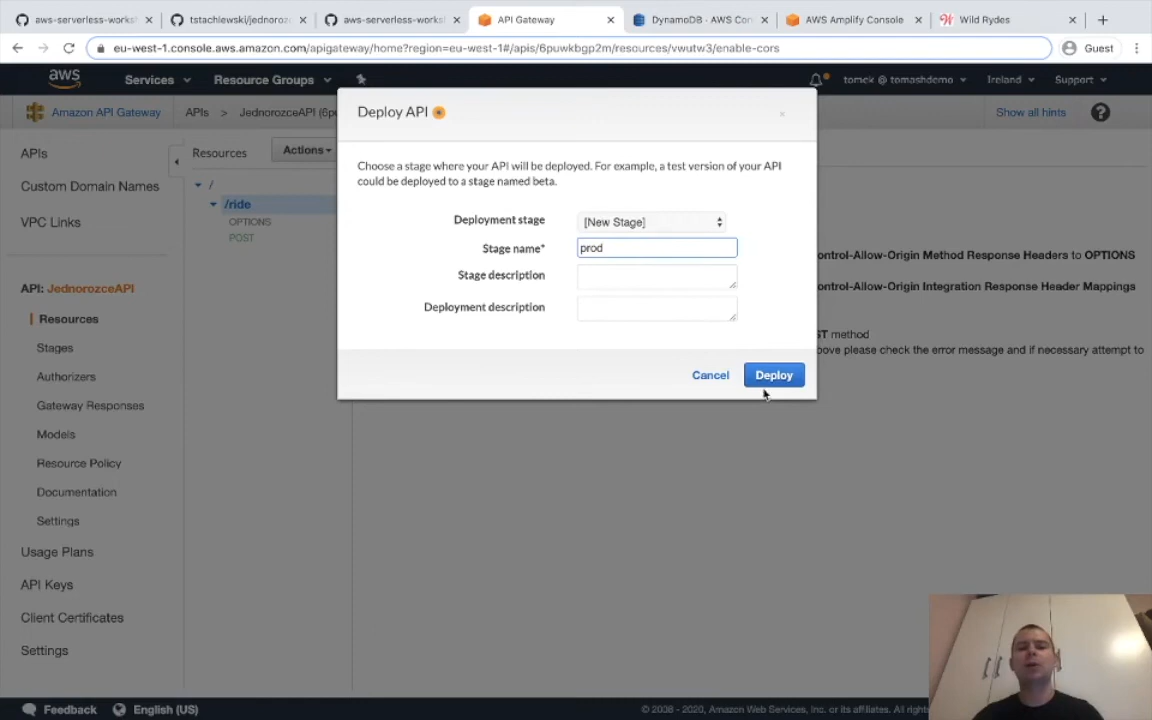 aws-serverless-works
tstachlewski/jednoroz
aws-serverless-works
API Gateway
DynamoDB · AWS Con
AWS Amplify Console
Wild Rydes
eu-west-1.console.aws.amazon.com/apigateway/home?region=eu-west-1#/apis/6puwkbgp2m/resources/vwutw3/enable-cors
Guest
aws
Services
Resource Groups
tomek @ tomashdemo
Ireland
Support
Amazon API Gateway
APIs
>
JednorozceAPI (6p
Show all hints
?
APIs
Custom Domain Names
VPC Links
API: JednorozceAPI
Resources
Stages
Authorizers
Gateway Responses
Models
Resource Policy
Documentation
Settings
Usage Plans
API Keys
Client Certificates
Settings
Resources
Actions
/
/ride
OPTIONS
POST
Deploy API
Choose a stage where your API will be deployed. For example, a test version of your API
could be deployed to a stage named beta.
Deployment stage
[New Stage]
Stage name*
prod
Stage description
Deployment description
Cancel
Deploy
ontrol-Allow-Origin Method Response Headers to OPTIONS
ontrol-Allow-Origin Integration Response Header Mappings
ST method
bove please check the error message and if necessary attempt to
Feedback
English (US)
© 2008 - 2020, Amazon Web Services, Inc. or its affiliates. All righ